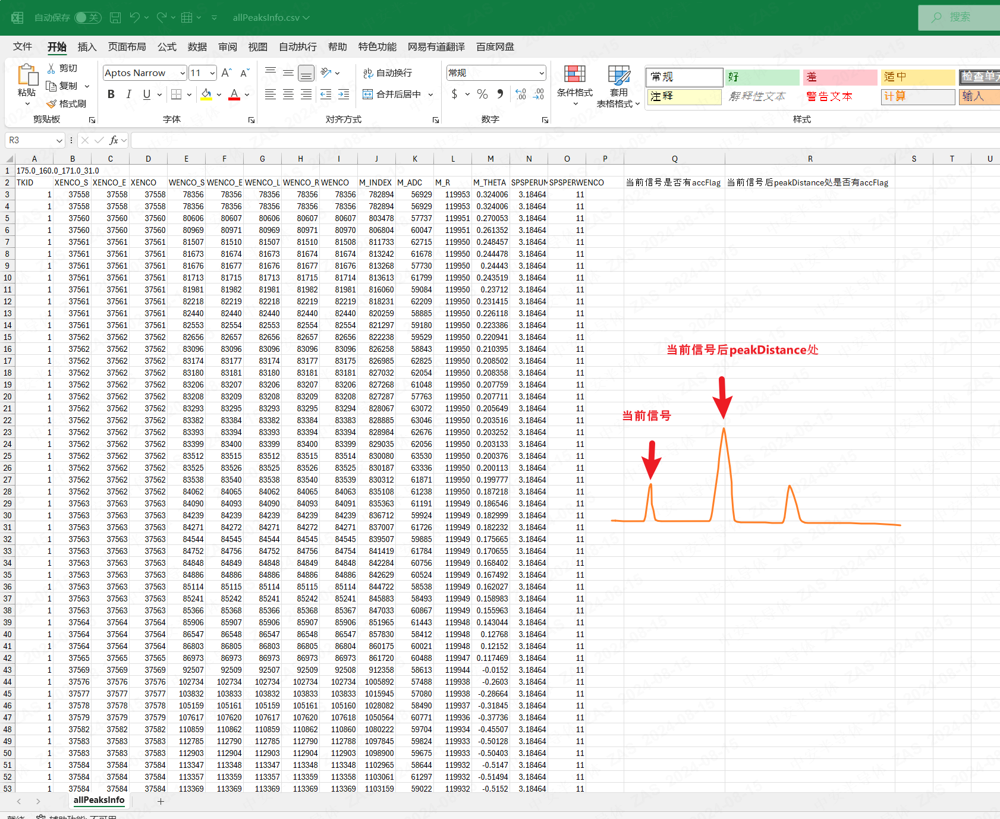 自动保存 关 allPeaksInfo.csv 搜索
文件 开始 插入 页面布局 公式 数据 审阅 视图 自动执行 帮助 特色功能 网易有道翻译 百度网盘
粘贴 剪切 复制 格式刷 剪贴板
Aptos Narrow 11 B I U A 字体
自动换行 合并后居中 对齐方式
常规 $ % 数字
条件格式 套用表格格式
常规 好 差 适中 检查单元
注释 解释性文本 警告文本 计算 输入
样式
R3 fx
A B C D E F G H I J K L M N O P Q R S T U
1 175.0_160.0_171.0_31.0
2 TKID XENCO_S XENCO_E XENCO WENCO_S WENCO_E WENCO_L WENCO_R WENCO M_INDEX M_ADC M_R M_THETA SPSPERUM SPSPERWENCO 当前信号是否有accFlag 当前信号后peakDistance处是否有accFlag
3 1 37558 37558 37558 78356 78356 78356 78356 78356 782894 56929 119953 0.324006 3.18464 11
4 1 37558 37558 37558 78356 78356 78356 78356 78356 782894 56929 119953 0.324006 3.18464 11
5 1 37560 37560 37560 80606 80607 80606 80607 80607 803478 57737 119951 0.270053 3.18464 11
6 1 37560 37560 37560 80969 80971 80969 80971 80970 806804 60047 119951 0.261352 3.18464 11
7 1 37561 37561 37561 81507 81510 81507 81510 81508 811733 62715 119950 0.248457 3.18464 11
8 1 37561 37561 37561 81673 81674 81673 81674 81674 813242 61678 119950 0.244478 3.18464 11
9 1 37561 37561 37561 81676 81677 81676 81677 81676 813268 57730 119950 0.24443 3.18464 11
10 1 37561 37561 37561 81713 81715 81713 81715 81714 813613 61799 119950 0.243519 3.18464 11
11 1 37561 37561 37561 81981 81982 81981 81982 81981 816060 59084 119950 0.23712 3.18464 11
12 1 37561 37561 37561 82218 82219 82218 82219 82219 818231 62209 119950 0.231415 3.18464 11
13 1 37561 37561 37561 82440 82440 82440 82440 82440 820259 58885 119950 0.226118 3.18464 11
14 1 37561 37561 37561 82553 82554 82553 82554 82554 821297 59180 119950 0.223386 3.18464 11
15 1 37562 37562 37562 82656 82657 82656 82657 82656 822238 59529 119950 0.220941 3.18464 11
16 1 37562 37562 37562 83096 83096 83096 83096 83096 826258 58843 119950 0.210395 3.18464 11
当前信号后peakDistance处
17 1 37562 37562 37562 83174 83177 83174 83177 83175 826985 62825 119950 0.208502 3.18464 11
18 1 37562 37562 37562 83180 83181 83180 83181 83181 827032 62054 119950 0.208358 3.18464 11
19 1 37562 37562 37562 83206 83207 83206 83207 83206 827268 61048 119950 0.207759 3.18464 11
20 1 37562 37562 37562 83208 83209 83208 83209 83208 827287 57763 119950 0.207711 3.18464 11
21 1 37562 37562 37562 83293 83295 83293 83295 83294 828067 63072 119950 0.205649 3.18464 11
当前信号
22 1 37562 37562 37562 83382 83384 83382 83384 83383 828885 63046 119950 0.203516 3.18464 11
23 1 37562 37562 37562 83393 83394 83393 83394 83394 828984 62676 119950 0.203252 3.18464 11
24 1 37562 37562 37562 83399 83400 83399 83400 83399 829035 62056 119950 0.203133 3.18464 11
25 1 37562 37562 37562 83512 83515 83512 83515 83514 830080 63530 119950 0.200376 3.18464 11
26 1 37562 37562 37562 83525 83526 83525 83526 83525 830187 63336 119950 0.200113 3.18464 11
27 1 37562 37562 37562 83538 83540 83538 83540 83539 830312 61871 119950 0.199777 3.18464 11
28 1 37562 37562 37562 84062 84065 84062 84065 84063 835108 61238 119950 0.187218 3.18464 11
29 1 37563 37563 37563 84090 84093 84090 84093 84091 835363 61191 119949 0.186546 3.18464 11
30 1 37563 37563 37563 84239 84239 84239 84239 84239 836712 59924 119949 0.182999 3.18464 11
31 1 37563 37563 37563 84271 84272 84271 84272 84271 837007 61726 119949 0.182232 3.18464 11
32 1 37563 37563 37563 84544 84545 84544 84545 84545 839507 59885 119949 0.175665 3.18464 11
33 1 37563 37563 37563 84752 84756 84752 84756 84754 841419 61784 119949 0.170655 3.18464 11
34 1 37563 37563 37563 84848 84849 84848 84849 84848 842284 60756 119949 0.168402 3.18464 11
35 1 37563 37563 37563 84886 84886 84886 84886 84886 842629 60524 119949 0.167492 3.18464 11
36 1 37563 37563 37563 85114 85115 85114 85115 85114 844722 58538 119949 0.162027 3.18464 11
37 1 37563 37563 37563 85241 85242 85241 85242 85241 845883 58493 119949 0.158983 3.18464 11
38 1 37563 37563 37563 85366 85368 85366 85368 85367 847033 60867 119949 0.155963 3.18464 11
39 1 37564 37564 37564 85906 85907 85906 85907 85906 851965 61443 119948 0.143044 3.18464 11
40 1 37564 37564 37564 86547 86548 86547 86548 86547 857830 58412 119948 0.12768 3.18464 11
41 1 37564 37564 37564 86803 86805 86803 86805 86804 860175 60021 119948 0.12152 3.18464 11
42 1 37565 37565 37565 86973 86973 86973 86973 86973 861720 60488 119947 0.117469 3.18464 11
43 1 37569 37569 37569 92507 92509 92507 92509 92508 912358 58613 119944 -0.0152 3.18464 11
44 1 37576 37576 37576 102734 102734 102734 102734 102734 1005892 57488 119938 -0.2603 3.18464 11
45 1 37577 37577 37577 103832 103833 103832 103833 103833 1015945 57080 119938 -0.28664 3.18464 11
46 1 37578 37578 37578 105159 105161 105159 105161 105160 1028082 58490 119937 -0.31845 3.18464 11
47 1 37579 37579 37579 107617 107620 107617 107620 107618 1050564 60771 119936 -0.37736 3.18464 11
48 1 37582 37582 37582 110859 110862 110859 110862 110860 1080222 59704 119934 -0.45507 3.18464 11
49 1 37583 37583 37583 112785 112790 112785 112790 112788 1097845 59824 119933 -0.50128 3.18464 11
50 1 37583 37583 37583 112903 112904 112903 112904 112903 1098900 59675 119933 -0.50403 3.18464 11
51 1 37584 37584 37584 113347 113348 113347 113348 113348 1102965 58644 119932 -0.5147 3.18464 11
52 1 37584 37584 37584 113357 113359 113357 113359 113358 1103061 61297 119932 -0.51494 3.18464 11
53 1 37584 37584 37584 113369 113369 113369 113369 113369 1103159 59022 119932 -0.5152 3.18464 11
allPeaksInfo